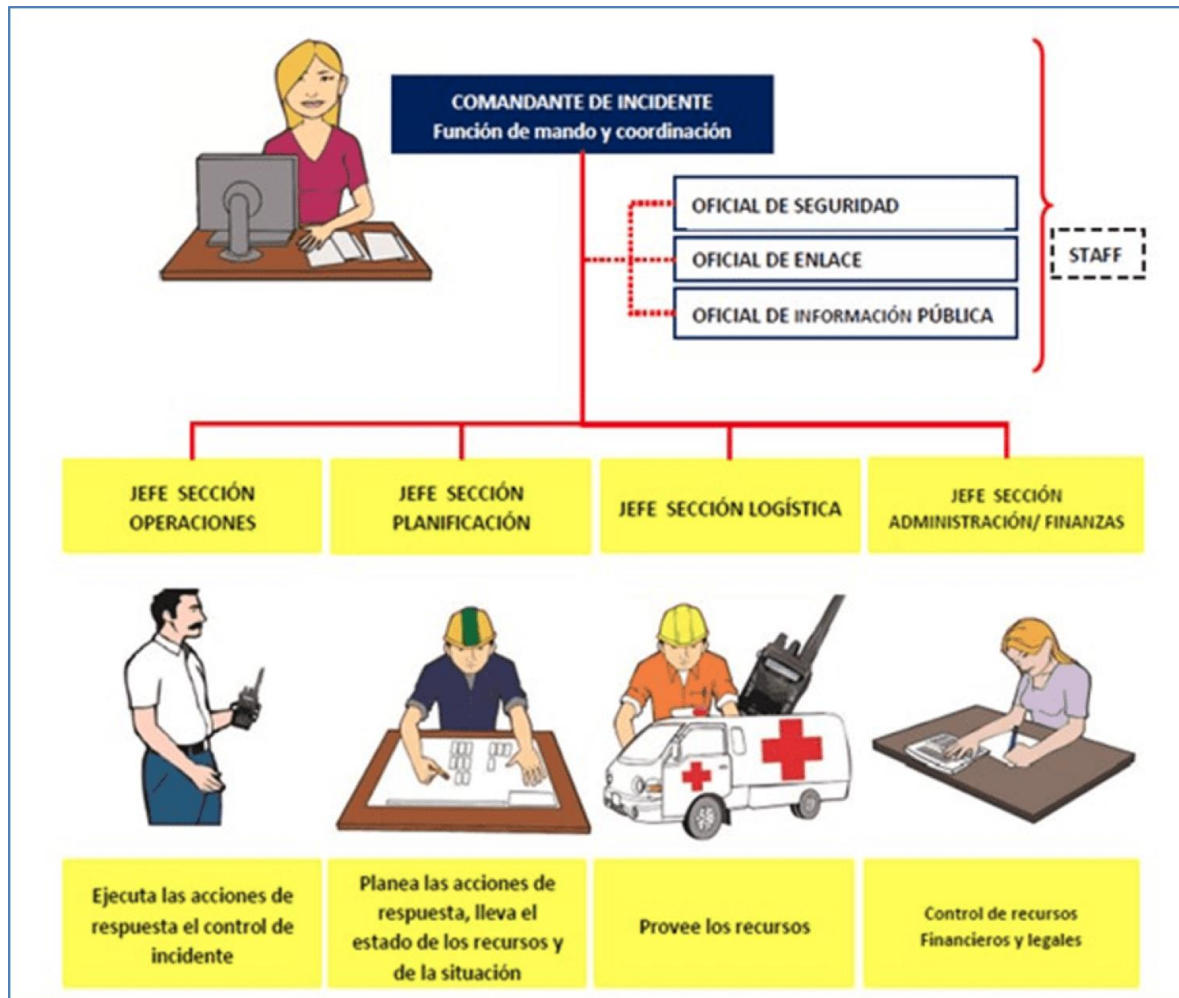 COMANDANTE DE INCIDENTE
Función de mando y coordinación
OFICIAL DE SEGURIDAD
OFICIAL DE ENLACE
OFICIAL DE INFORMACIÓN PÚBLICA
STAFF
JEFE SECCIÓN
OPERACIONES
JEFE SECCIÓN
PLANIFICACIÓN
JEFE SECCIÓN LOGÍSTICA
JEFE SECCIÓN
ADMINISTRACIÓN/ FINANZAS
Ejecuta las acciones de
respuesta el control de
incidente
Planea las acciones de
respuesta, lleva el
estado de los recursos y
de la situación
Provee los recursos
Control de recursos
Financieros y legales